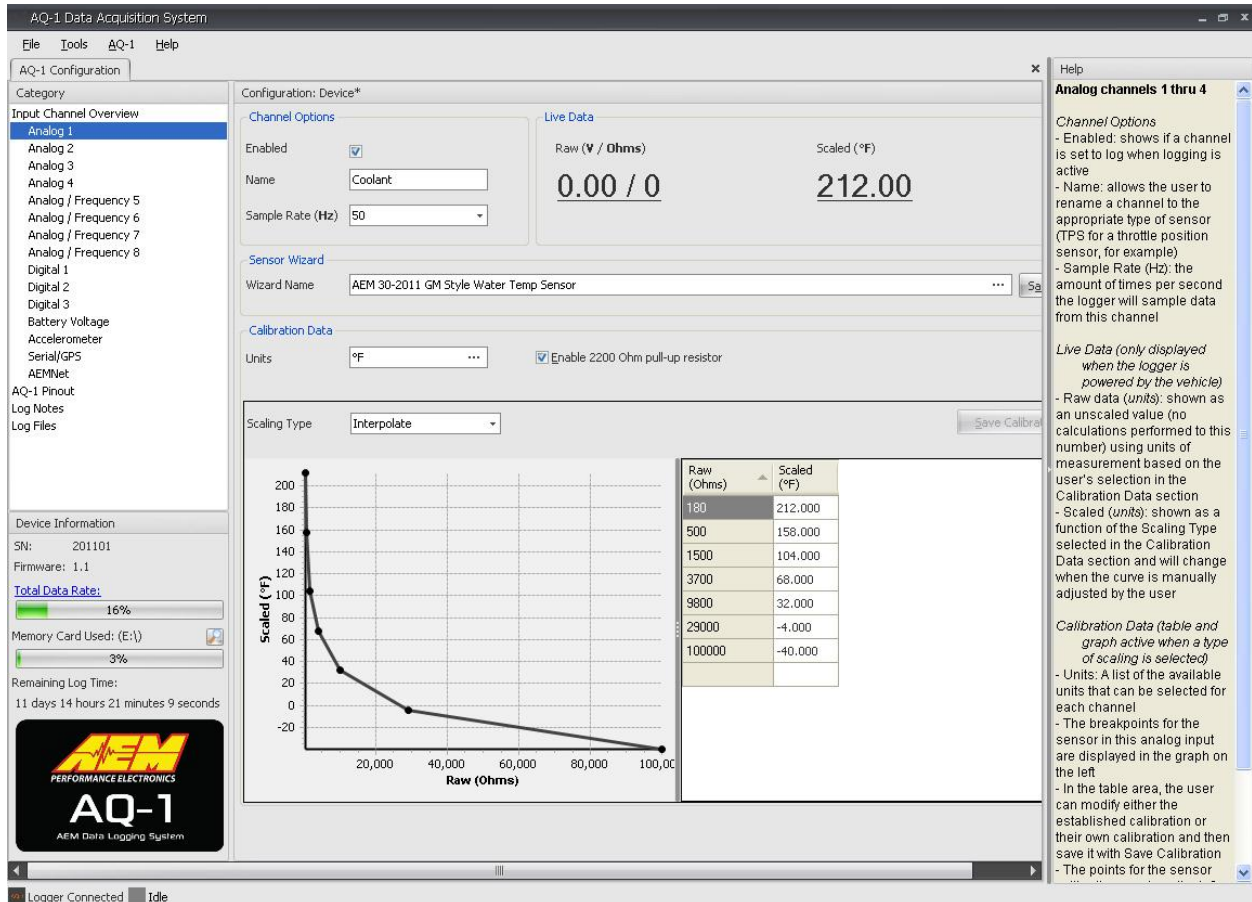 AQ-1 Data Acquisition System
File Tools AQ-1 Help
AQ-1 Configuration
Category
Input Channel Overview
Analog 1
Analog 2
Analog 3
Analog 4
Analog / Frequency 5
Analog / Frequency 6
Analog / Frequency 7
Analog / Frequency 8
Digital 1
Digital 2
Digital 3
Battery Voltage
Accelerometer
Serial/GPS
AEMNet
AQ-1 Pinout
Log Notes
Log Files
Device Information
SN: 201101
Firmware: 1.1
Total Data Rate:
16%
Memory Card Used: (E:\)
3%
Remaining Log Time:
11 days 14 hours 21 minutes 9 seconds
AEM
PERFORMANCE ELECTRONICS
AQ-1
AEM Data Logging System
Configuration: Device*
Channel Options
Enabled
Name Coolant
Sample Rate (Hz) 50
Live Data
Raw (V / Ohms) Scaled (°F)
0.00 / 0 212.00
Sensor Wizard
Wizard Name AEM 30-2011 GM Style Water Temp Sensor ... Sa
Calibration Data
Units °F ... Enable 2200 Ohm pull-up resistor
Scaling Type Interpolate Save Calibra
Scaled (°F)
200
180
160
140
120
100
80
60
40
20
0
-20
20,000 40,000 60,000 80,000 100,00
Raw (Ohms)
Raw (Ohms) Scaled (°F)
180 212.000
500 158.000
1500 104.000
3700 68.000
9800 32.000
29000 -4.000
100000 -40.000
Help
Analog channels 1 thru 4
Channel Options
- Enabled: shows if a channel
is set to log when logging is
active
- Name: allows the user to
rename a channel to the
appropriate type of sensor
(TPS for a throttle position
sensor, for example)
- Sample Rate (Hz): the
amount of times per second
the logger will sample data
from this channel
Live Data (only displayed
when the logger is
powered by the vehicle)
- Raw data (units): shown as
an unscaled value (no
calculations performed to this
number) using units of
measurement based on the
user's selection in the
Calibration Data section
- Scaled (units): shown as a
function of the Scaling Type
selected in the Calibration
Data section and will change
when the curve is manually
adjusted by the user
Calibration Data (table and
graph active when a type
of scaling is selected)
- Units: A list of the available
units that can be selected for
each channel
- The breakpoints for the
sensor in this analog input
are displayed in the graph on
the left
- In the table area, the user
can modify either the
established calibration or
their own calibration and then
save it with Save Calibration
- The points for the sensor
Logger Connected Idle